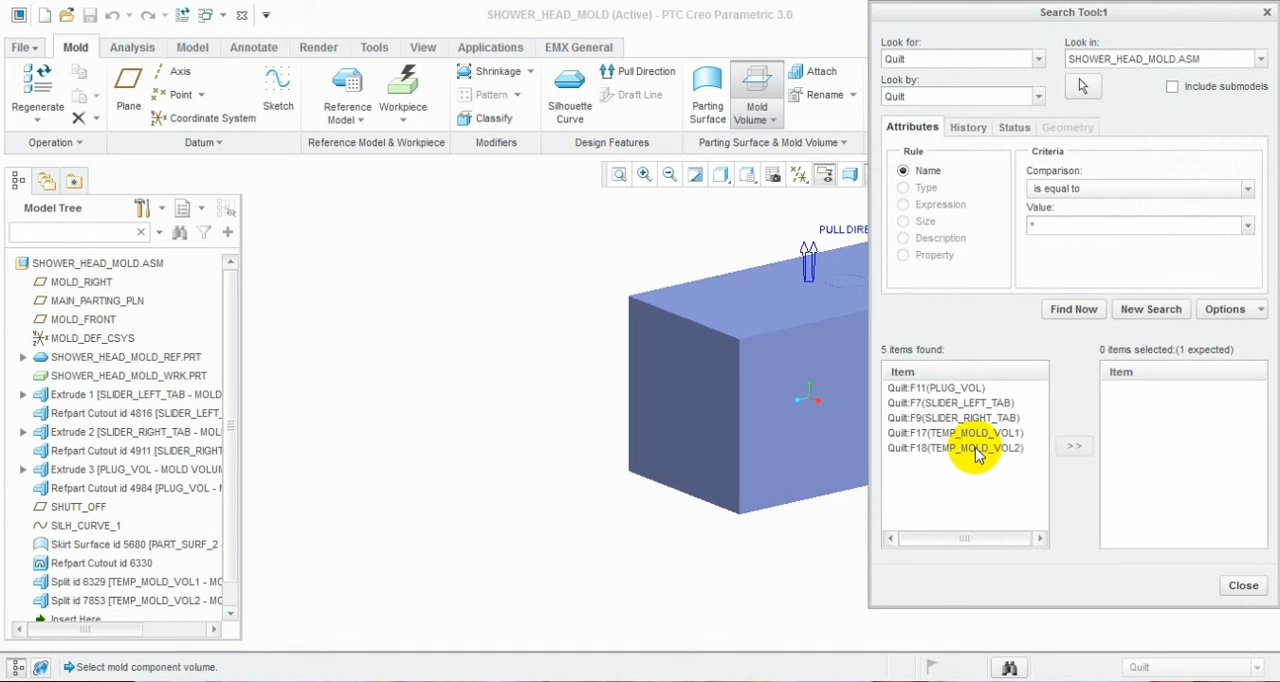 SHOWER_HEAD_MOLD (Active) - PTC Creo Parametric 3.0
File
Mold
Analysis
Model
Annotate
Render
Tools
View
Applications
EMX General
Regenerate
Operation
Plane
Axis
Point
Coordinate System
Sketch
Datum
Reference Model
Workpiece
Reference Model & Workpiece
Shrinkage
Pattern
Classify
Modifiers
Silhouette Curve
Pull Direction
Draft Line
Design Features
Parting Surface
Mold Volume
Attach
Rename
Parting Surface & Mold Volume
Model Tree
SHOWER_HEAD_MOLD.ASM
MOLD_RIGHT
MAIN_PARTING_PLN
MOLD_FRONT
MOLD_DEF_CSYS
SHOWER_HEAD_MOLD_REF.PRT
SHOWER_HEAD_MOLD_WRK.PRT
Extrude 1 [SLIDER_LEFT_TAB - MOLD
Refpart Cutout id 4816 [SLIDER_LEFT_
Extrude 2 [SLIDER_RIGHT_TAB - MOL
Refpart Cutout id 4911 [SLIDER_RIGHT
Extrude 3 [PLUG_VOL - MOLD VOLUM
Refpart Cutout id 4984 [PLUG_VOL - M
SHUTT_OFF
SILH_CURVE_1
Skirt Surface id 5680 [PART_SURF_2 -
Refpart Cutout id 6330
Split id 6329 [TEMP_MOLD_VOL1 - MO
Split id 7853 [TEMP_MOLD_VOL2 - MO
Insert Here
PULL DIRE
Search Tool:1
Look for:
Quilt
Look by:
Quilt
Look in:
SHOWER_HEAD_MOLD.ASM
Include submodels
Attributes
History
Status
Geometry
Rule
Name
Type
Expression
Size
Description
Property
Criteria
Comparison:
is equal to
Value:
*
Find Now
New Search
Options
5 items found:
Item
Quilt:F11(PLUG_VOL)
Quilt:F7(SLIDER_LEFT_TAB)
Quilt:F9(SLIDER_RIGHT_TAB)
Quilt:F17(TEMP_MOLD_VOL1)
Quilt:F18(TEMP_MOLD_VOL2)
>>
0 items selected:(1 expected)
Item
Close
Select mold component volume.
Quilt